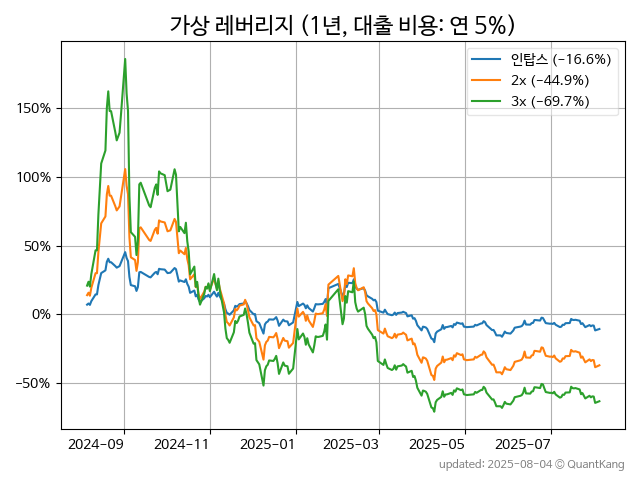 가상 레버리지 (1년, 대출 비용: 연 5%)
인탑스 (−16.6%)
2x (−44.9%)
3x (−69.7%)
150%
100%
50%
0%
−50%
2024-09
2024-11
2025-01
2025-03
2025-05
2025-07
updated: 2025-08-04 © QuantKang